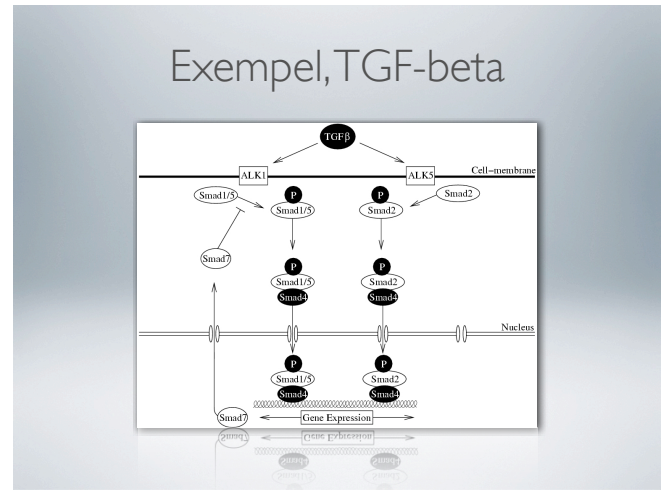 Exempel, TGF-beta
TGFβ
ALK1
ALK5
Cell-membrane
Smad1/5
P
P
Smad2
Smad1/5
Smad2
Smad7
P
P
Smad1/5
Smad2
Smad4
Smad4
Nucleus
P
P
Smad1/5
Smad2
Smad4
Smad4
Smad7
Gene Expression